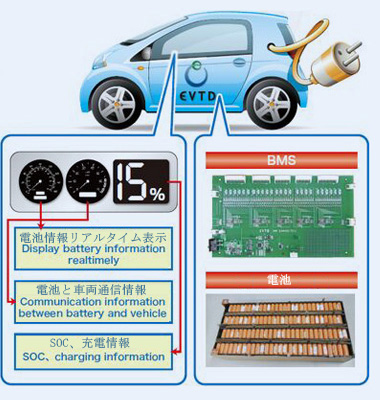 EVTD
15%
電池情報リアルタイム表示
Display battery information
realtimely
電池と車両通信情報
Communication information
between battery and vehicle
SOC、充電情報
SOC、charging information
BMS
EVTD
電池